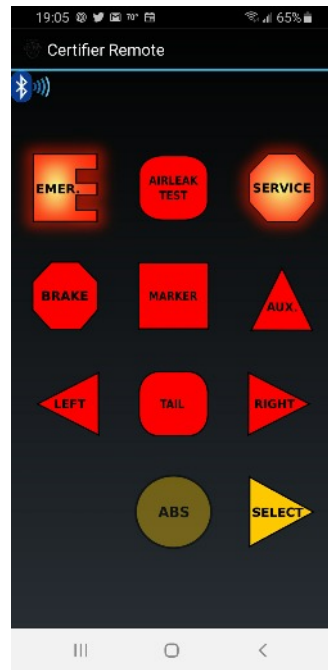 19:05 70° 65%
Certifier Remote
EMER.
AIRLEAK
TEST
SERVICE
BRAKE
MARKER
AUX.
LEFT
TAIL
RIGHT
ABS
SELECT